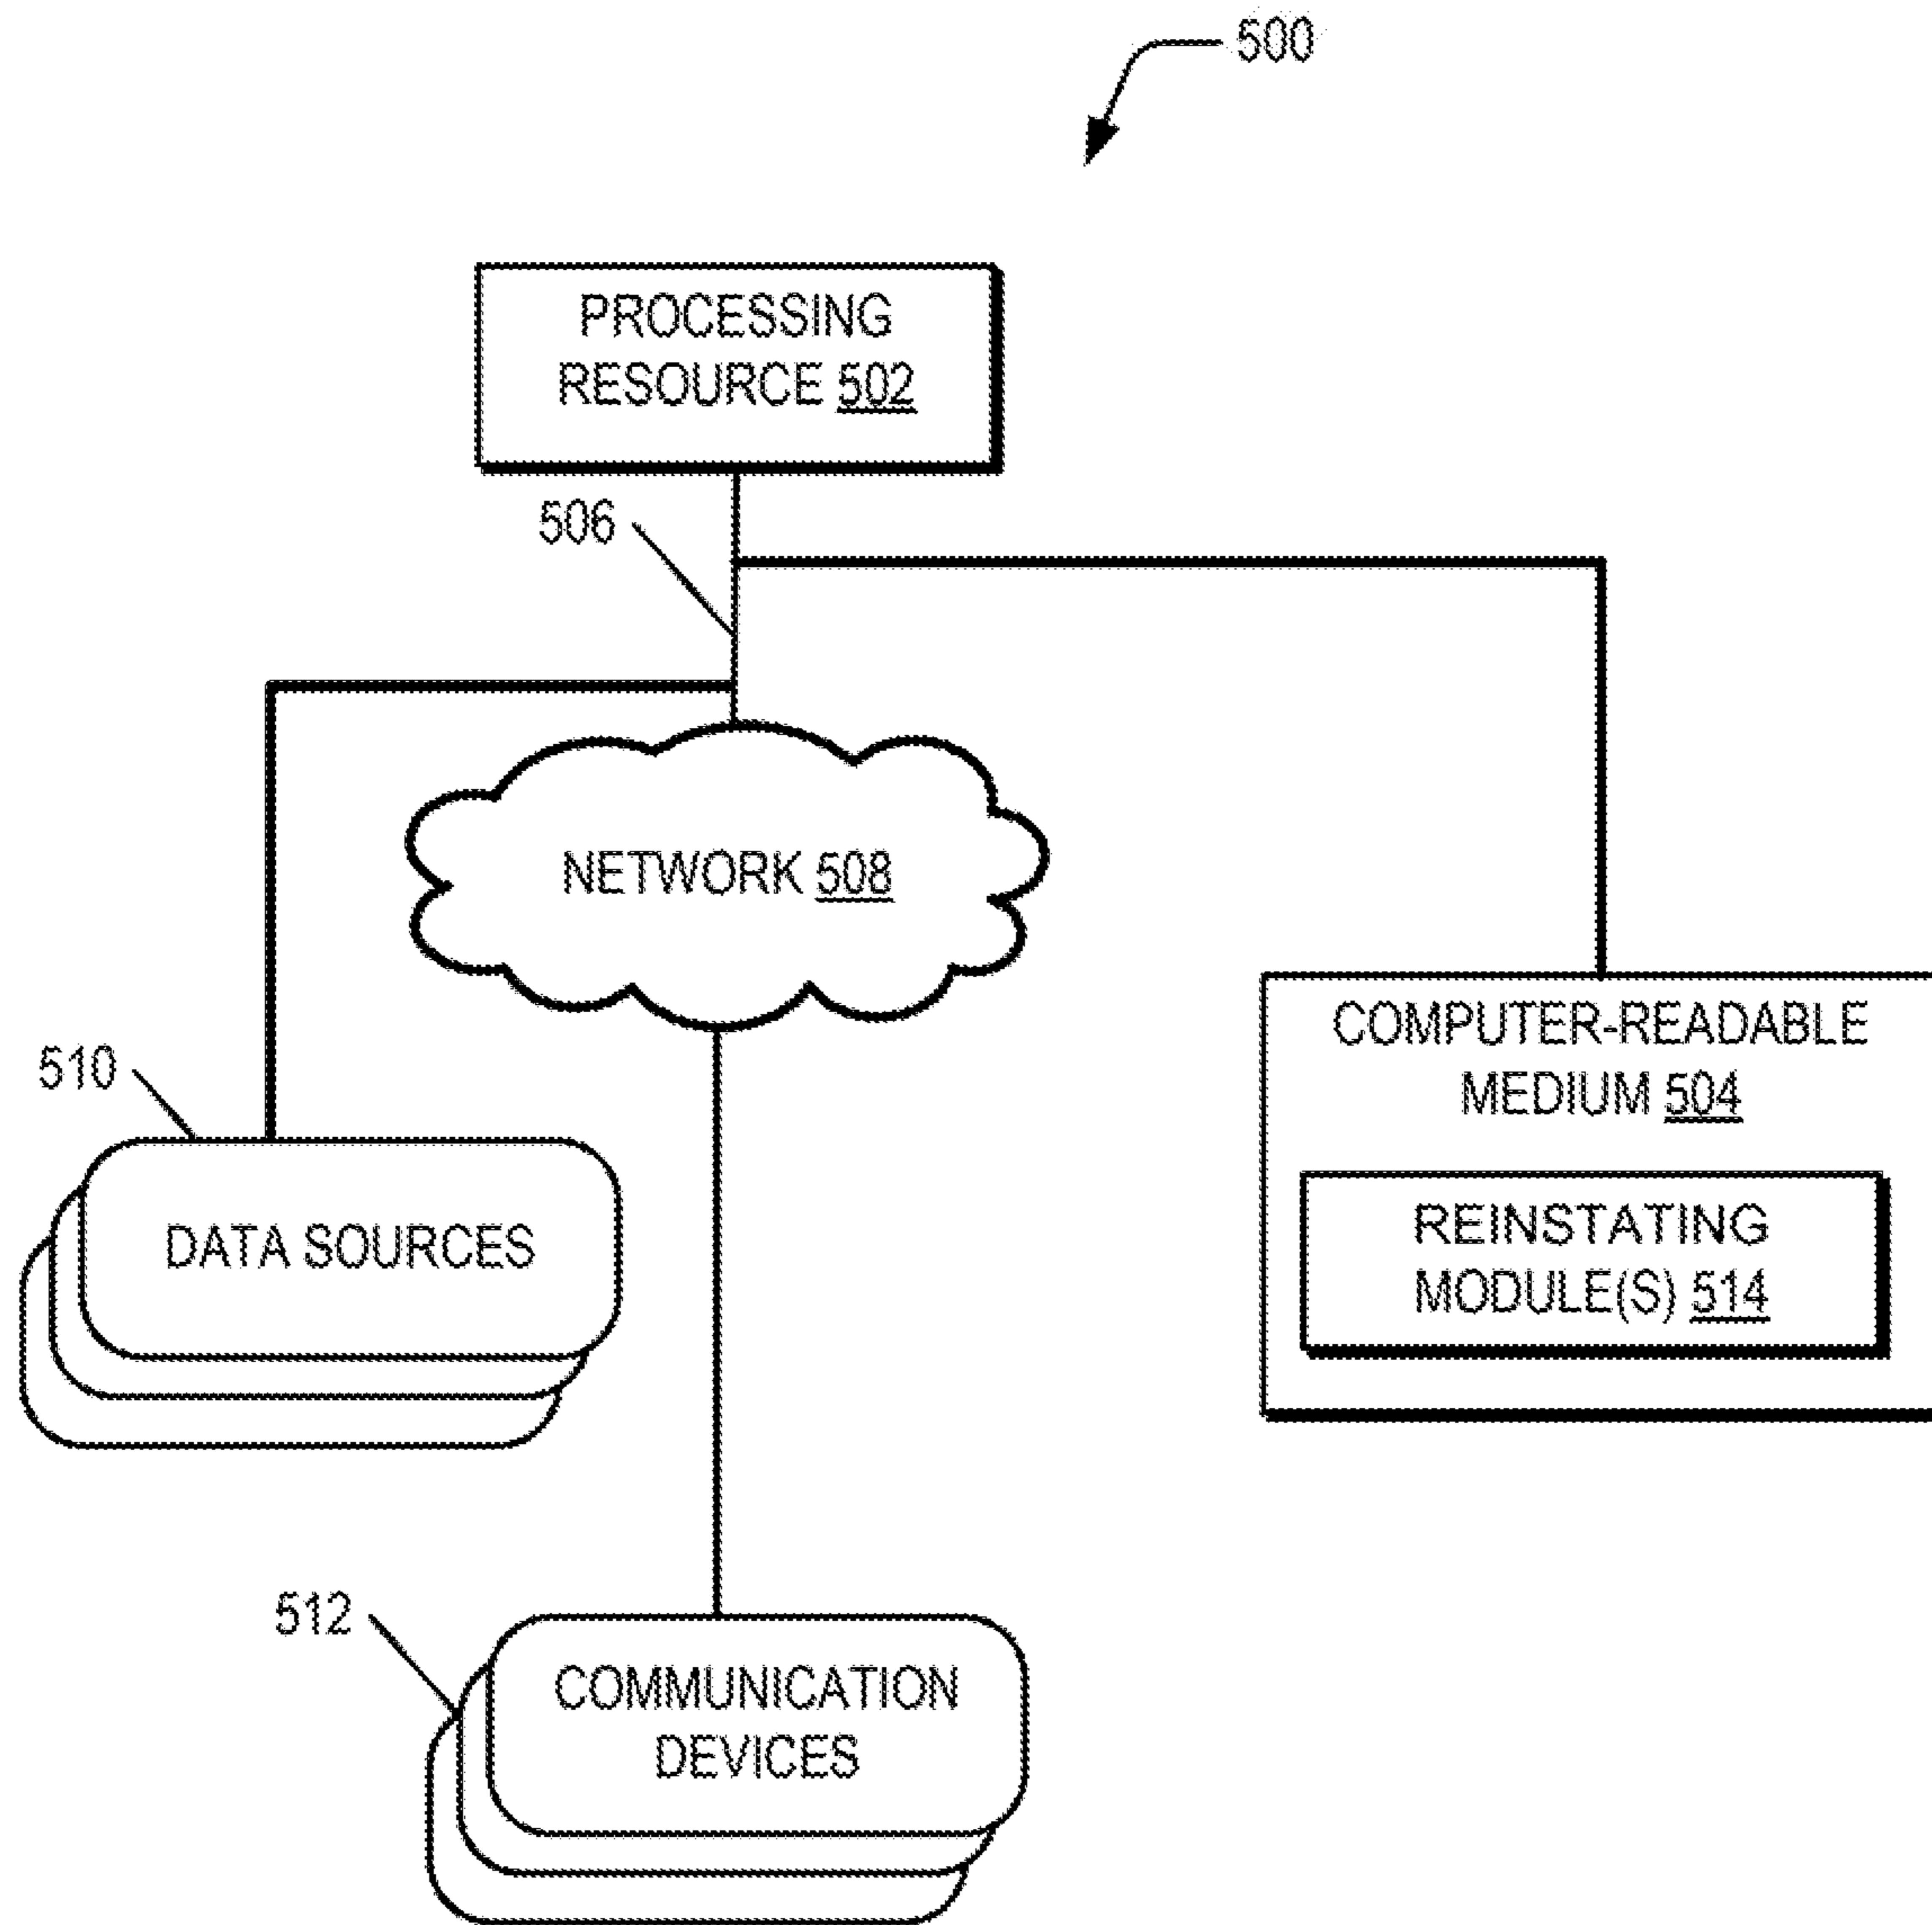 500
PROCESSING
RESOURCE 502
506
NETWORK 508
COMPUTER-READABLE
MEDIUM 504
510
REINSTATING
MODULE(S) 514
DATA SOURCES
512
COMMUNICATION
DEVICES